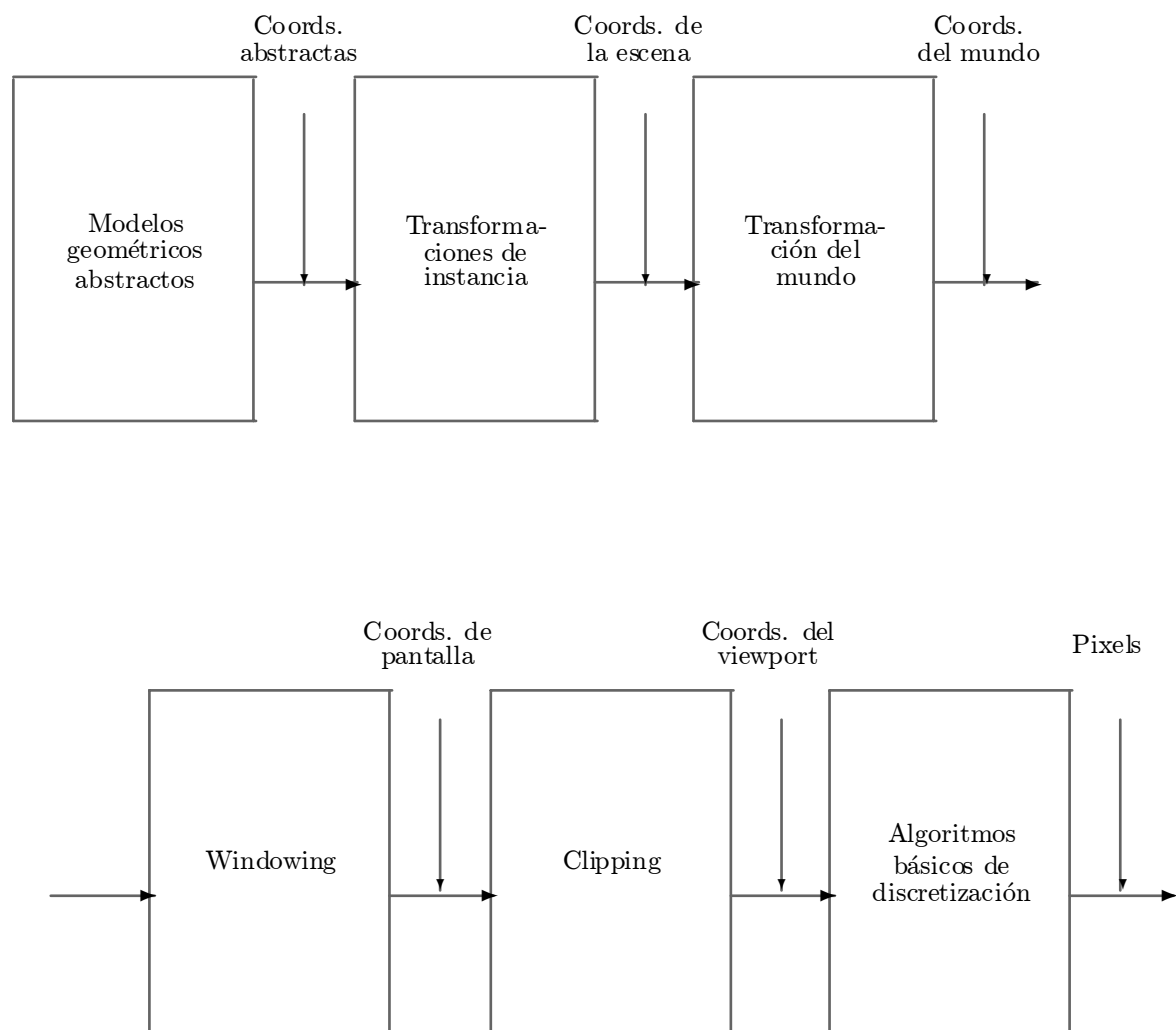 Coords.
abstractas
Coords. de
la escena
Coords.
del mundo
Modelos
geométricos
abstractos
Transforma-
ciones de
instancia
Transforma-
ción del
mundo
Coords. de
pantalla
Coords. del
viewport
Pixels
Windowing
Clipping
Algoritmos
básicos de
discretización